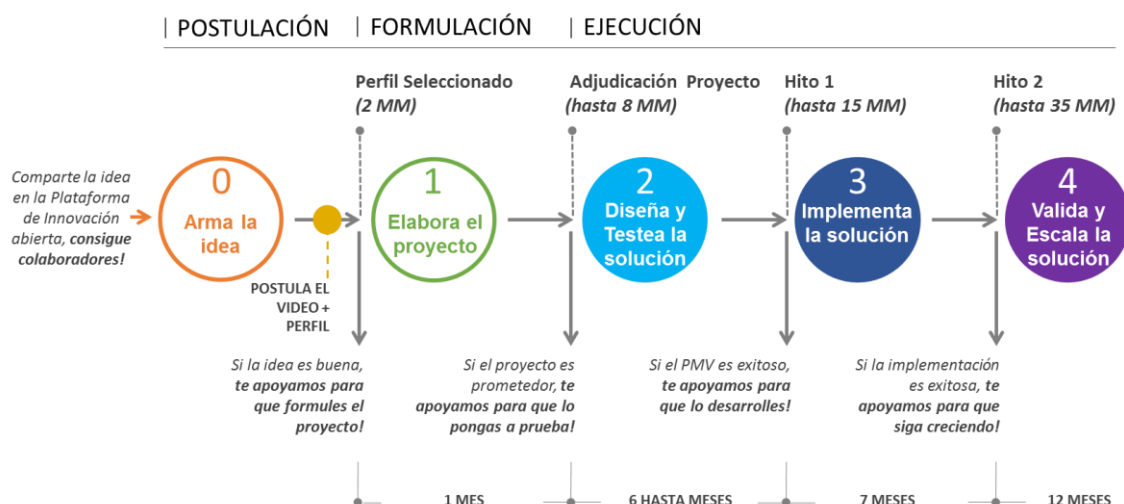 POSTULACIÓN
FORMULACIÓN
EJECUCIÓN
Perfil Seleccionado
(2 MM)
Adjudicación Proyecto
(hasta 8 MM)
Hito 1
(hasta 15 MM)
Hito 2
(hasta 35 MM)
Comparte la idea
en la Plataforma
de Innovación
abierta, consigue
colaboradores!
0
Arma la
idea
POSTULA EL
VIDEO +
PERFIL
1
Elabora el
proyecto
2
Diseña y
Testea la
solución
3
Implementa
la solución
4
Valida y
Escala la
solución
Si la idea es buena,
te apoyamos para
que formules el
proyecto!
Si el proyecto es
prometedor, te
apoyamos para que lo
pongas a prueba!
Si el PMV es exitoso,
te apoyamos para
que lo desarrolles!
Si la implementación
es exitosa, te
apoyamos para que
siga creciendo!
1 MES
6 HASTA MESES
7 MESES
12 MESES